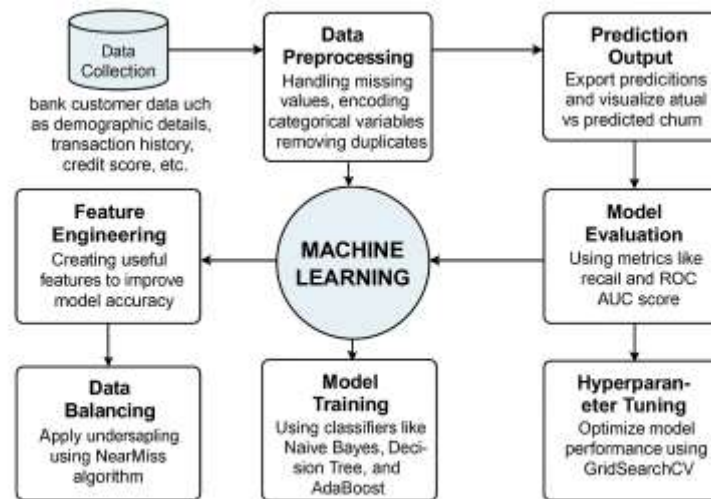 Data
Collection
bank customer data uch
as demographic details,
transaction history,
credit score, etc.
Data
Preprocessing
Handling missing
values, encoding
categorical variables
removing duplicates
Prediction
Output
Export predicitions
and visualize atual
vs predicted chum
Feature
Engineering
Creating useful
features to improve
model accuracy
MACHINE
LEARNING
Model
Evaluation
Using metrics like
recail and ROC
AUC score
Data
Balancing
Apply undersapling
using NearMiss
algorithm
Model
Training
Using classifiers like
Naive Bayes, Deci-
sion Tree, and
AdaBoost
Hyperparan-
eter Tuning
Optimize model
performance using
GridSearchCV